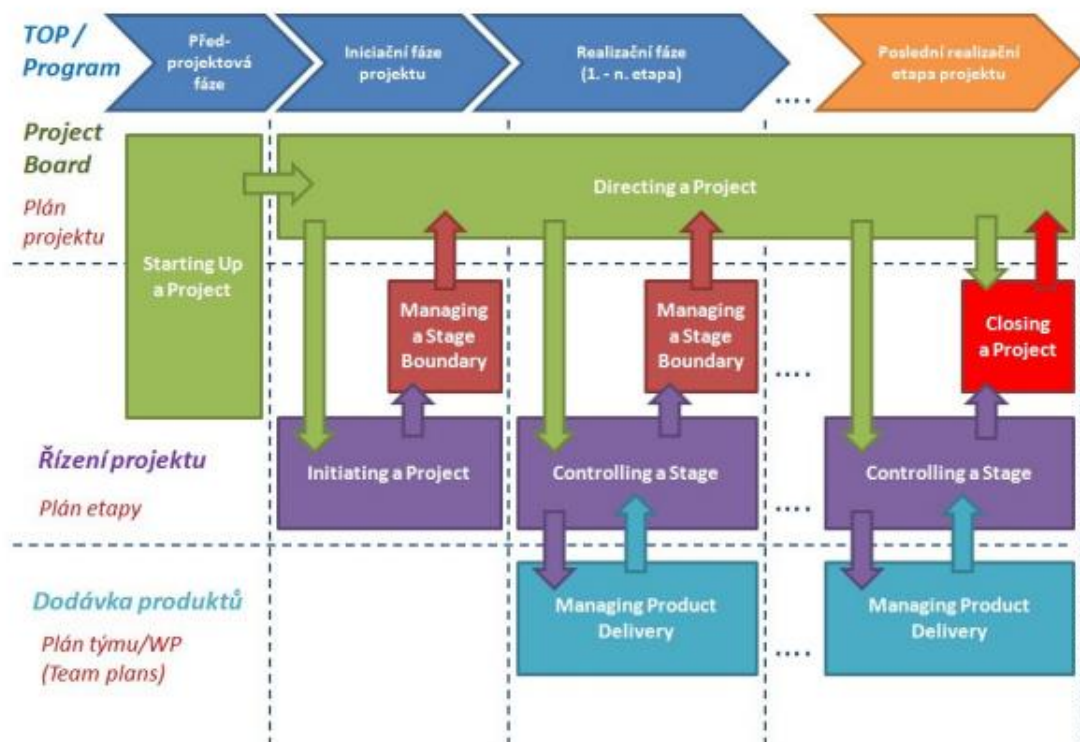 TOP /
Program
Před-
projektová
fáze
Iniciační fáze
projektu
Realizační fáze
(1. - n. etapa)
....
Poslední realizační
etapa projektu
Project
Board
Plán
projektu
Directing a Project
Starting Up
a Project
Managing
a Stage
Boundary
Managing
a Stage
Boundary
....
Closing
a Project
Řízení projektu
Plán etapy
Initiating a Project
Controlling a Stage
....
Controlling a Stage
Dodávka produktů
Plán týmu/WP
(Team plans)
Managing Product
Delivery
....
Managing Product
Delivery